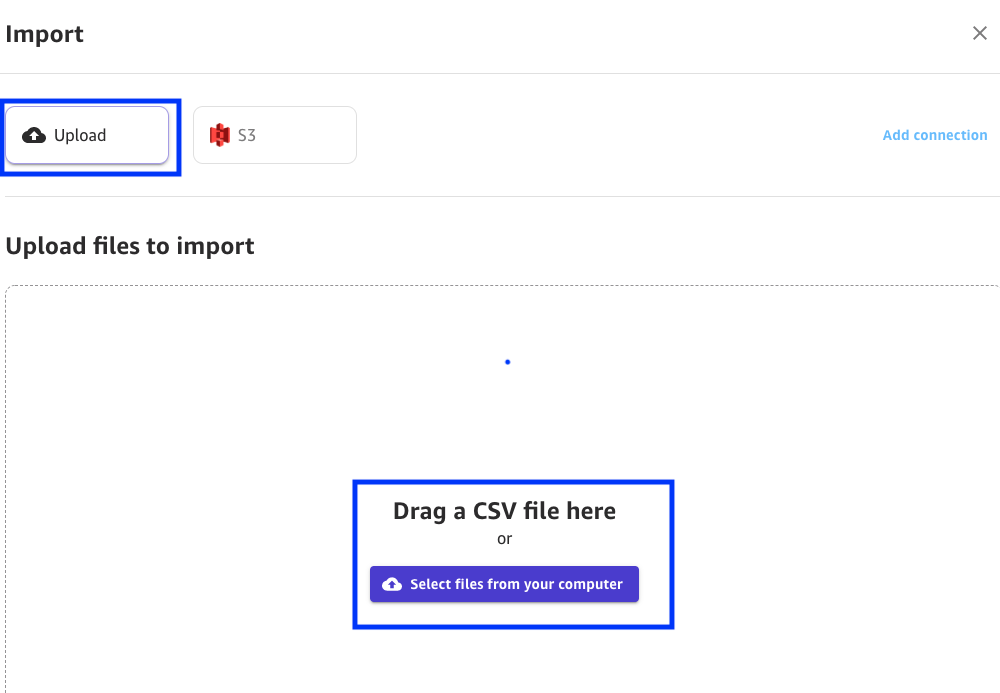 Import
Upload
S3
Add connection
Upload files to import
Drag a CSV file here
or
Select files from your computer